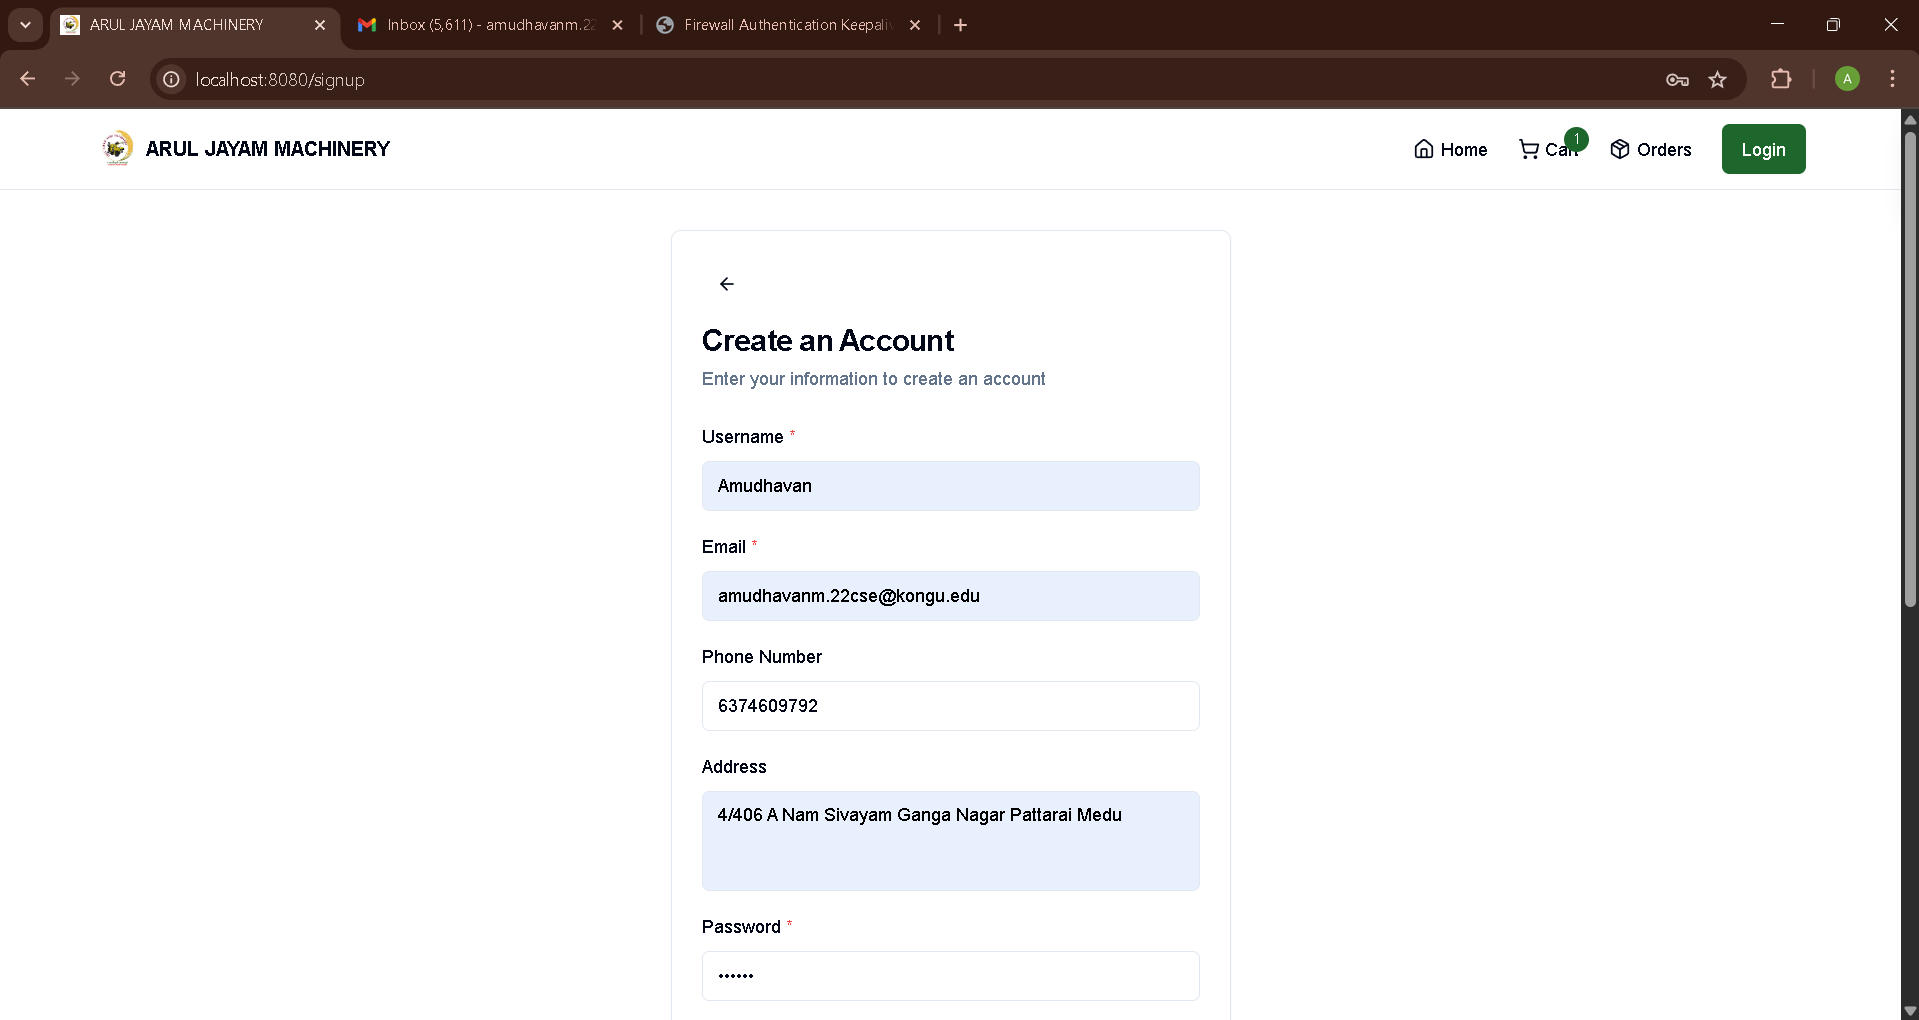 ARUL JAYAM MACHINERY
Inbox (5,611) - amudhavanm.22
Firewall Authentication Keepaliv
localhost:8080/signup
A
ARUL JAYAM MACHINERY
Home
Cart
1
Orders
Login
Create an Account
Enter your information to create an account
Username *
Amudhavan
Email *
amudhavanm.22cse@kongu.edu
Phone Number
6374609792
Address
4/406 A Nam Sivayam Ganga Nagar Pattarai Medu
Password *
••••••